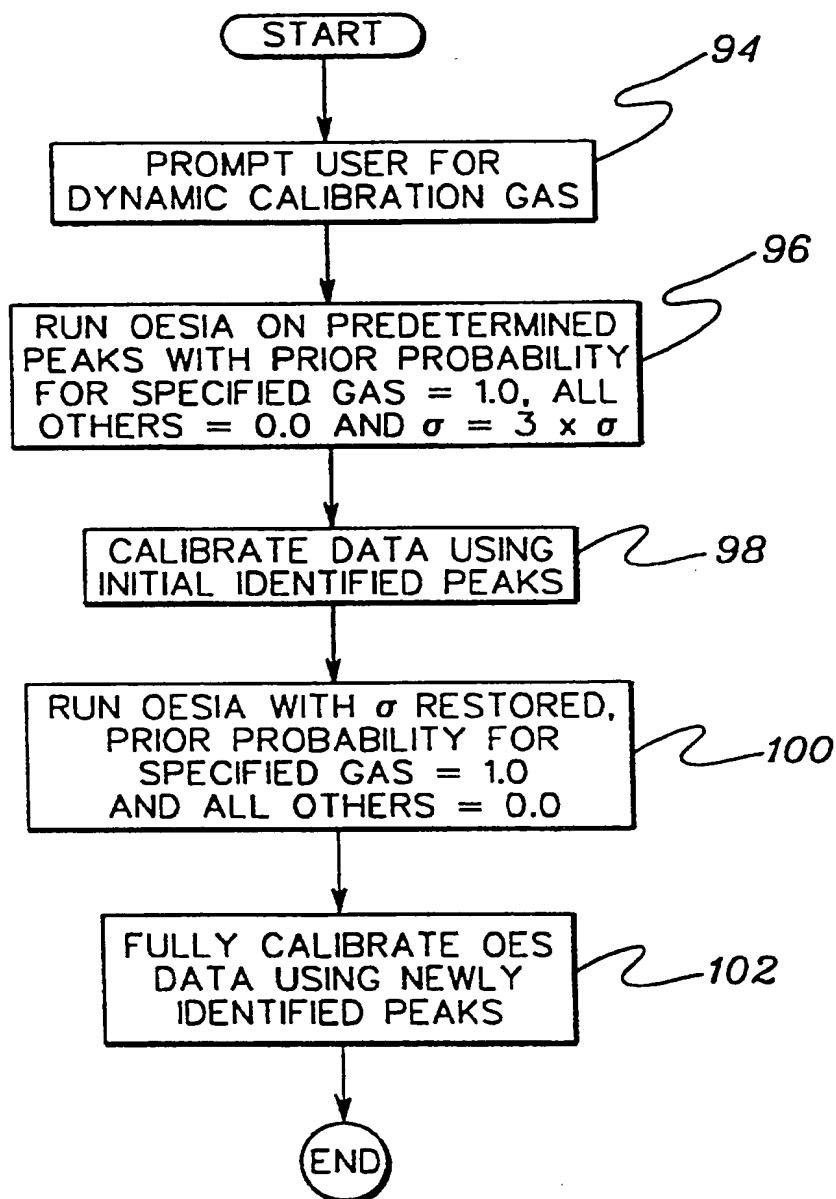 START
94
PROMPT USER FOR
DYNAMIC CALIBRATION GAS
96
RUN OESIA ON PREDETERMINED
PEAKS WITH PRIOR PROBABILITY
FOR SPECIFIED GAS = 1.0, ALL
OTHERS = 0.0 AND σ = 3 x σ
CALIBRATE DATA USING
INITIAL IDENTIFIED PEAKS
98
RUN OESIA WITH σ RESTORED,
PRIOR PROBABILITY FOR
SPECIFIED GAS = 1.0
AND ALL OTHERS = 0.0
100
FULLY CALIBRATE OES
DATA USING NEWLY
IDENTIFIED PEAKS
102
END